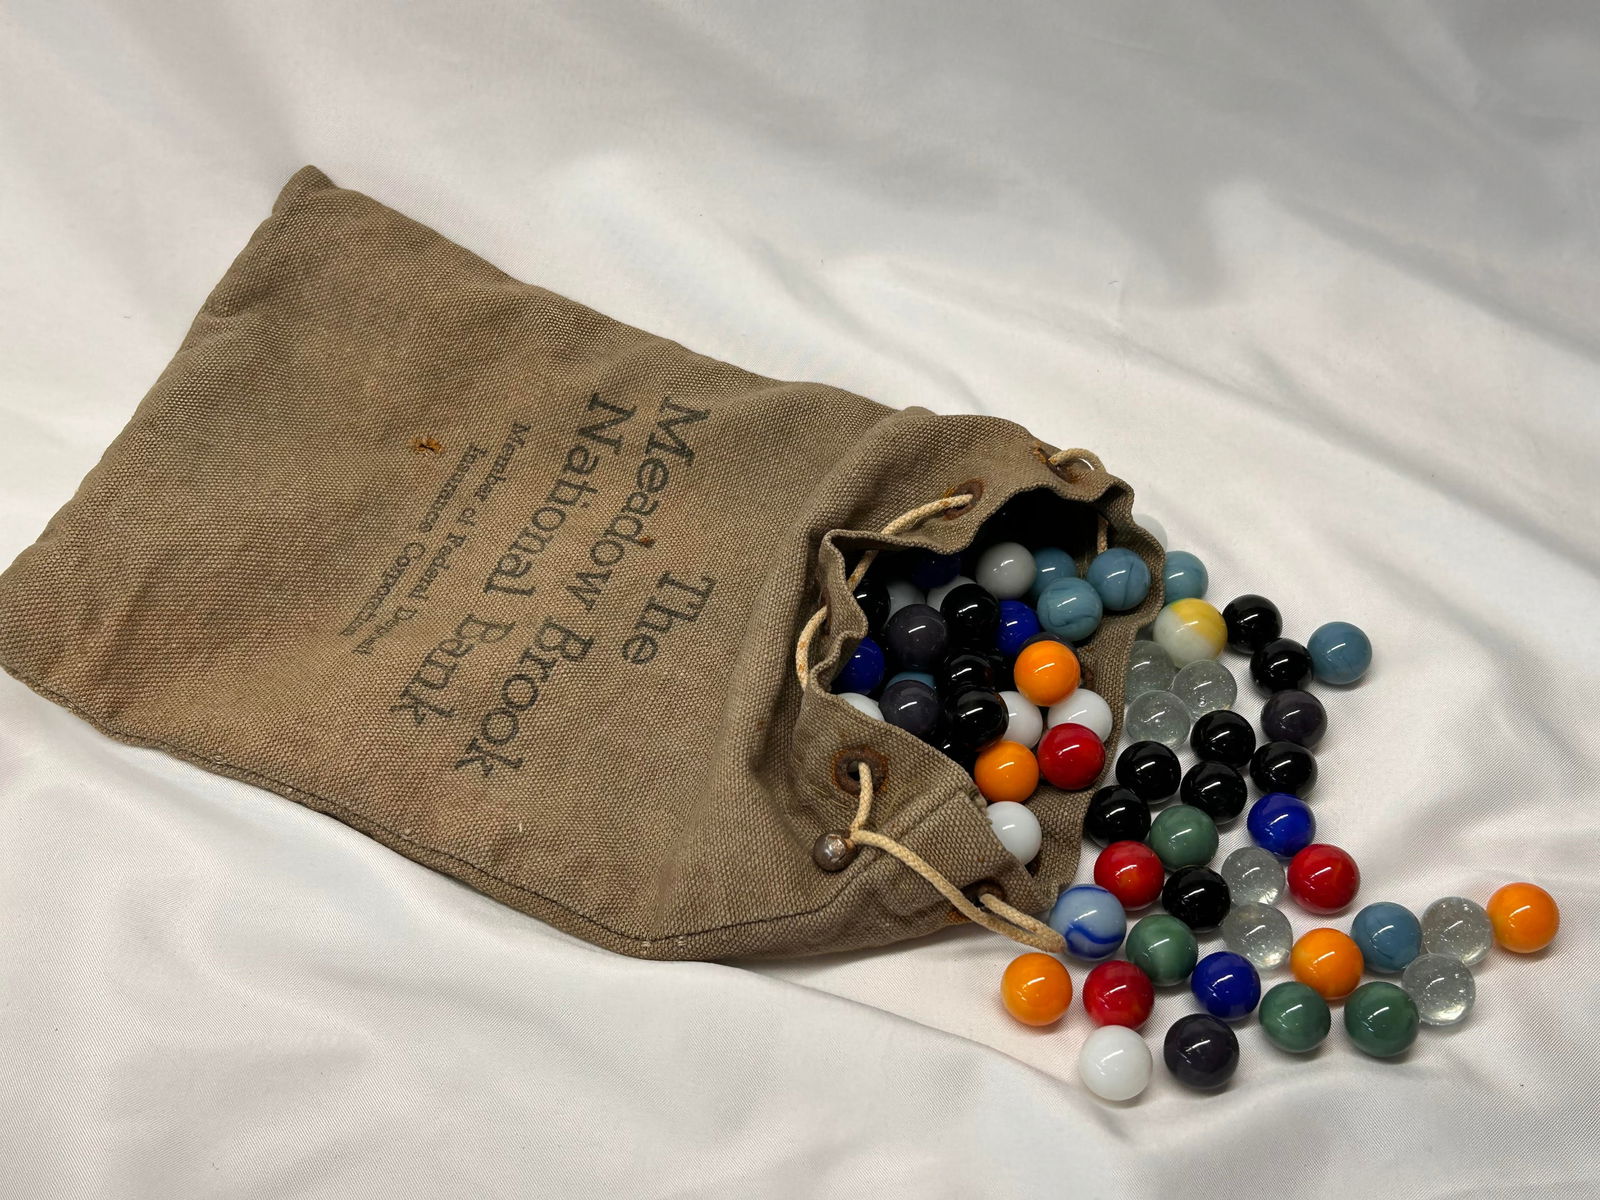 The
Meadow Brook
National Bank
Member of Federal Deposit
Insurance Corporation